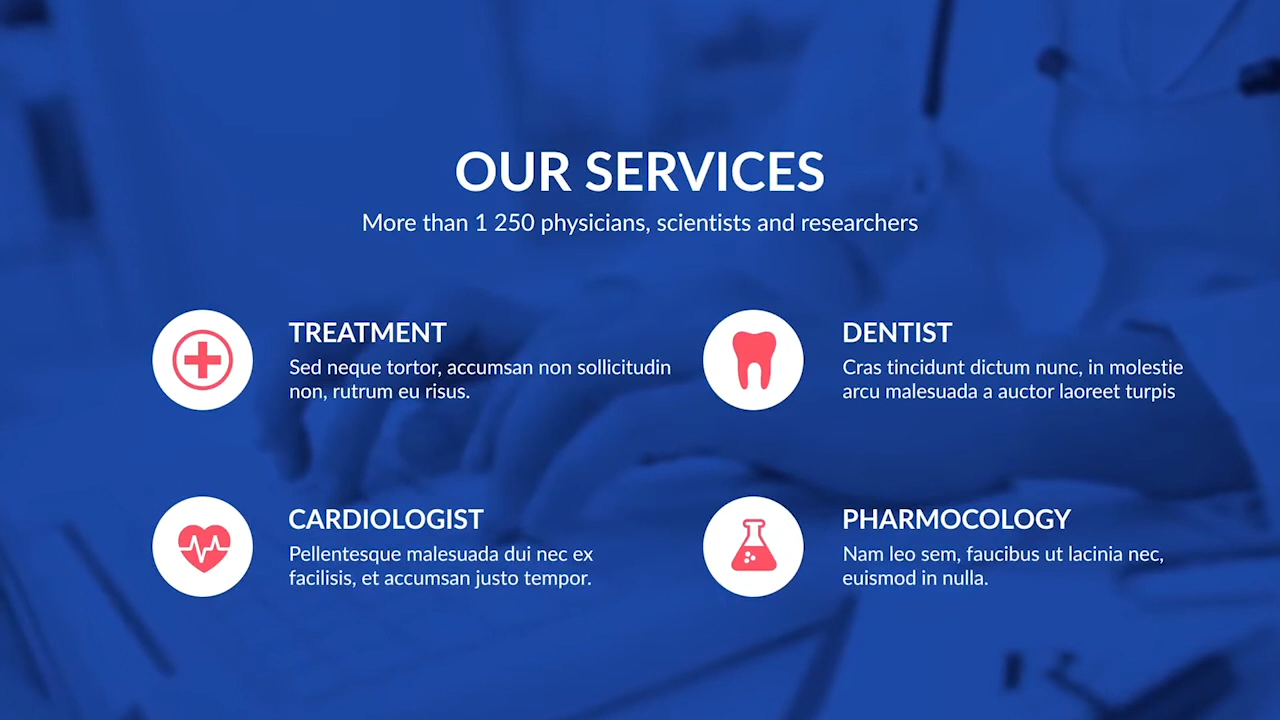 OUR SERVICES
More than 1 250 physicians, scientists and researchers
TREATMENT
Sed neque tortor, accumsan non sollicitudin
non, rutrum eu risus.
DENTIST
Cras tincidunt dictum nunc, in molestie
arcu malesuada a auctor laoreet turpis
CARDIOLOGIST
Pellentesque malesuada dui nec ex
facilisis, et accumsan justo tempor.
PHARMOCOLOGY
Nam leo sem, faucibus ut lacinia nec,
euismod in nulla.